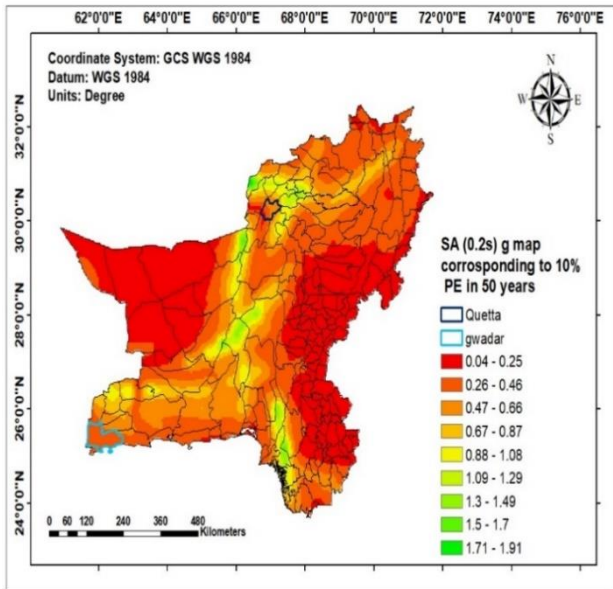 62°0'0"E 64°0'0"E 66°0'0"E 68°0'0"E 70°0'0"E 72°0'0"E 74°0'0"E 76°0'0"E
Coordinate System: GCS WGS 1984
Datum: WGS 1984
Units: Degree
N
W E
S
32°0'0"N
30°0'0"N
28°0'0"N
26°0'0"N
24°0'0"N
SA (0.2s) g map
corrosponding to 10%
PE in 50 years
Quetta
gwadar
0.04 - 0.25
0.26 - 0.46
0.47 - 0.66
0.67 - 0.87
0.88 - 1.08
1.09 - 1.29
1.3 - 1.49
1.5 - 1.7
1.71 - 1.91
0 30 60 120 240 360 480
Kilometers